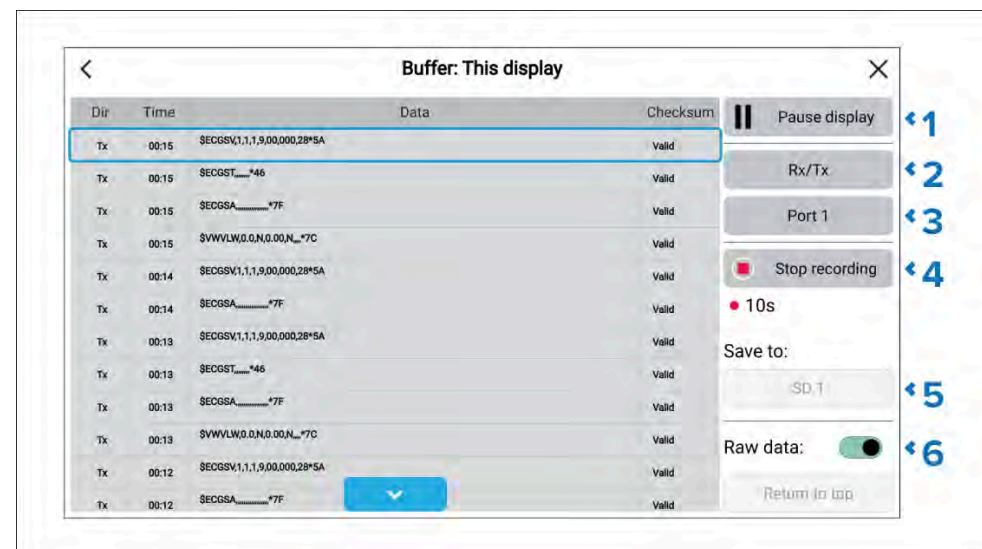 Buffer: This display
Dir Time Data Checksum
Tx 00:15 $ECGSV,1,1,1,9,00,000,28*5A Valid
Tx 00:15 $ECGST,,,,,,,*46 Valid
Tx 00:15 $ECGSA,,,,,,,,,,,,,,,,*7F Valid
Tx 00:15 $VWVLW,0.0,N,0.00,N,,,,*7C Valid
Tx 00:14 $ECGSV,1,1,1,9,00,000,28*5A Valid
Tx 00:14 $ECGSA,,,,,,,,,,,,,,,,*7F Valid
Tx 00:13 $ECGSV,1,1,1,9,00,000,28*5A Valid
Tx 00:13 $ECGST,,,,,,,*46 Valid
Tx 00:13 $ECGSA,,,,,,,,,,,,,,,,*7F Valid
Tx 00:13 $VWVLW,0.0,N,0.00,N,,,,*7C Valid
Tx 00:12 $ECGSV,1,1,1,9,00,000,28*5A Valid
Tx 00:12 $ECGSA,,,,,,,,,,,,,,,,*7F Valid
Pause display 1
Rx/Tx 2
Port 1 3
Stop recording 4
10s
Save to:
SD 1 5
Raw data: 6
Return to top